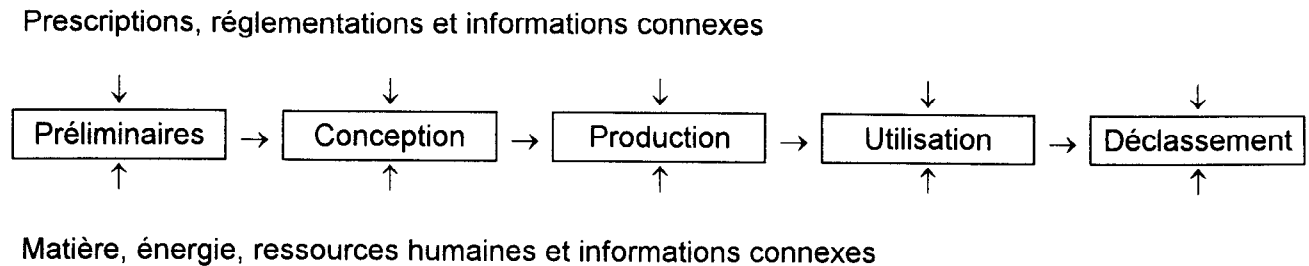 Prescriptions, réglementations et informations connexes
Préliminaires → Conception → Production → Utilisation → Déclassement
Matière, énergie, ressources humaines et informations connexes